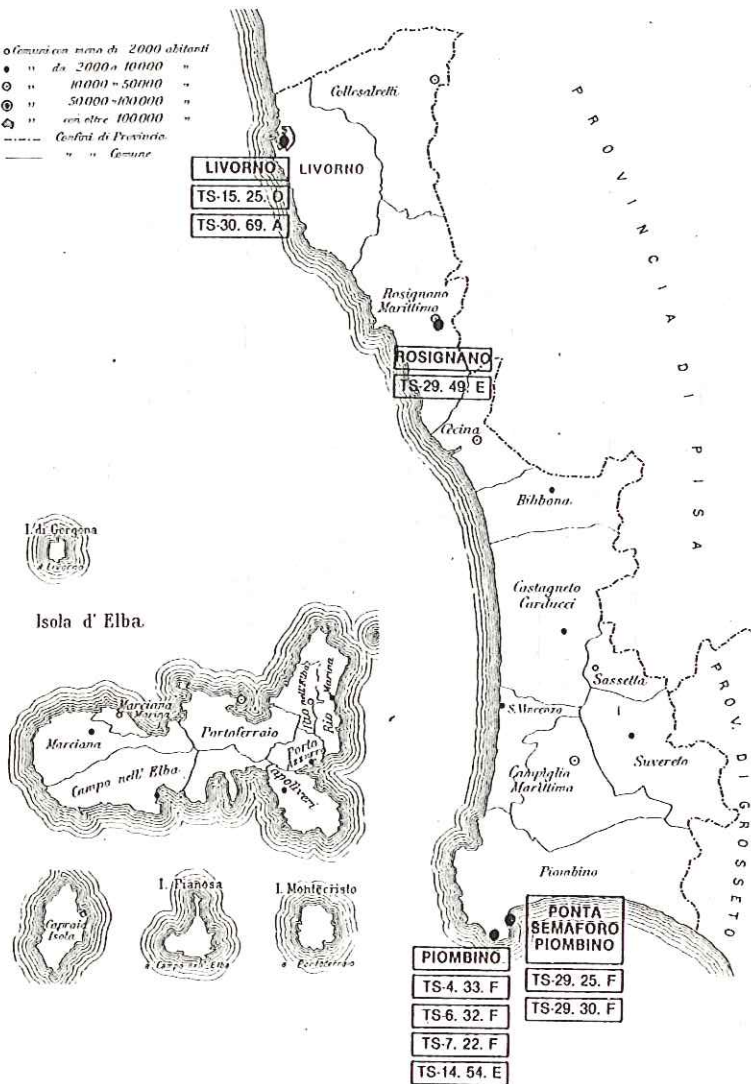 Comuni con meno di 2000 abitanti
" da 2000 a 10000 "
" 10000 " 50000 "
" 50000 " 100000 "
" con oltre 100000 "
Confini di Provincia
" " Comune
Collesalvetti
LIVORNO
LIVORNO
TS-15. 25. D
TS-30. 69. A
PROVINCIA DI PISA
Rosignano
Marittimo
ROSIGNANO
TS-29. 49. E
Cecina
Bibbona
I. di Gorgona
a Livorno
Castagneto
Carducci
Isola d' Elba
Sassetta
PROV. DI GROSSETO
Marciana
Marina
Rio nell'Elba
Rio Marina
Portoferraio
S. Vincenzo
Marciana
Porto
Azzurro
Suvereto
Campiglia
Marittima
Campo nell' Elba
Capoliveri
Piombino
I. Pianosa
I. Montecristo
Capraia
Isola
a Campo nell' Elba
a Portoferraio
PONTA
SEMAFORO
PIOMBINO
TS-29. 25. F
TS-29. 30. F
PIOMBINO
TS-4. 33. F
TS-6. 32. F
TS-7. 22. F
TS-14. 54. E